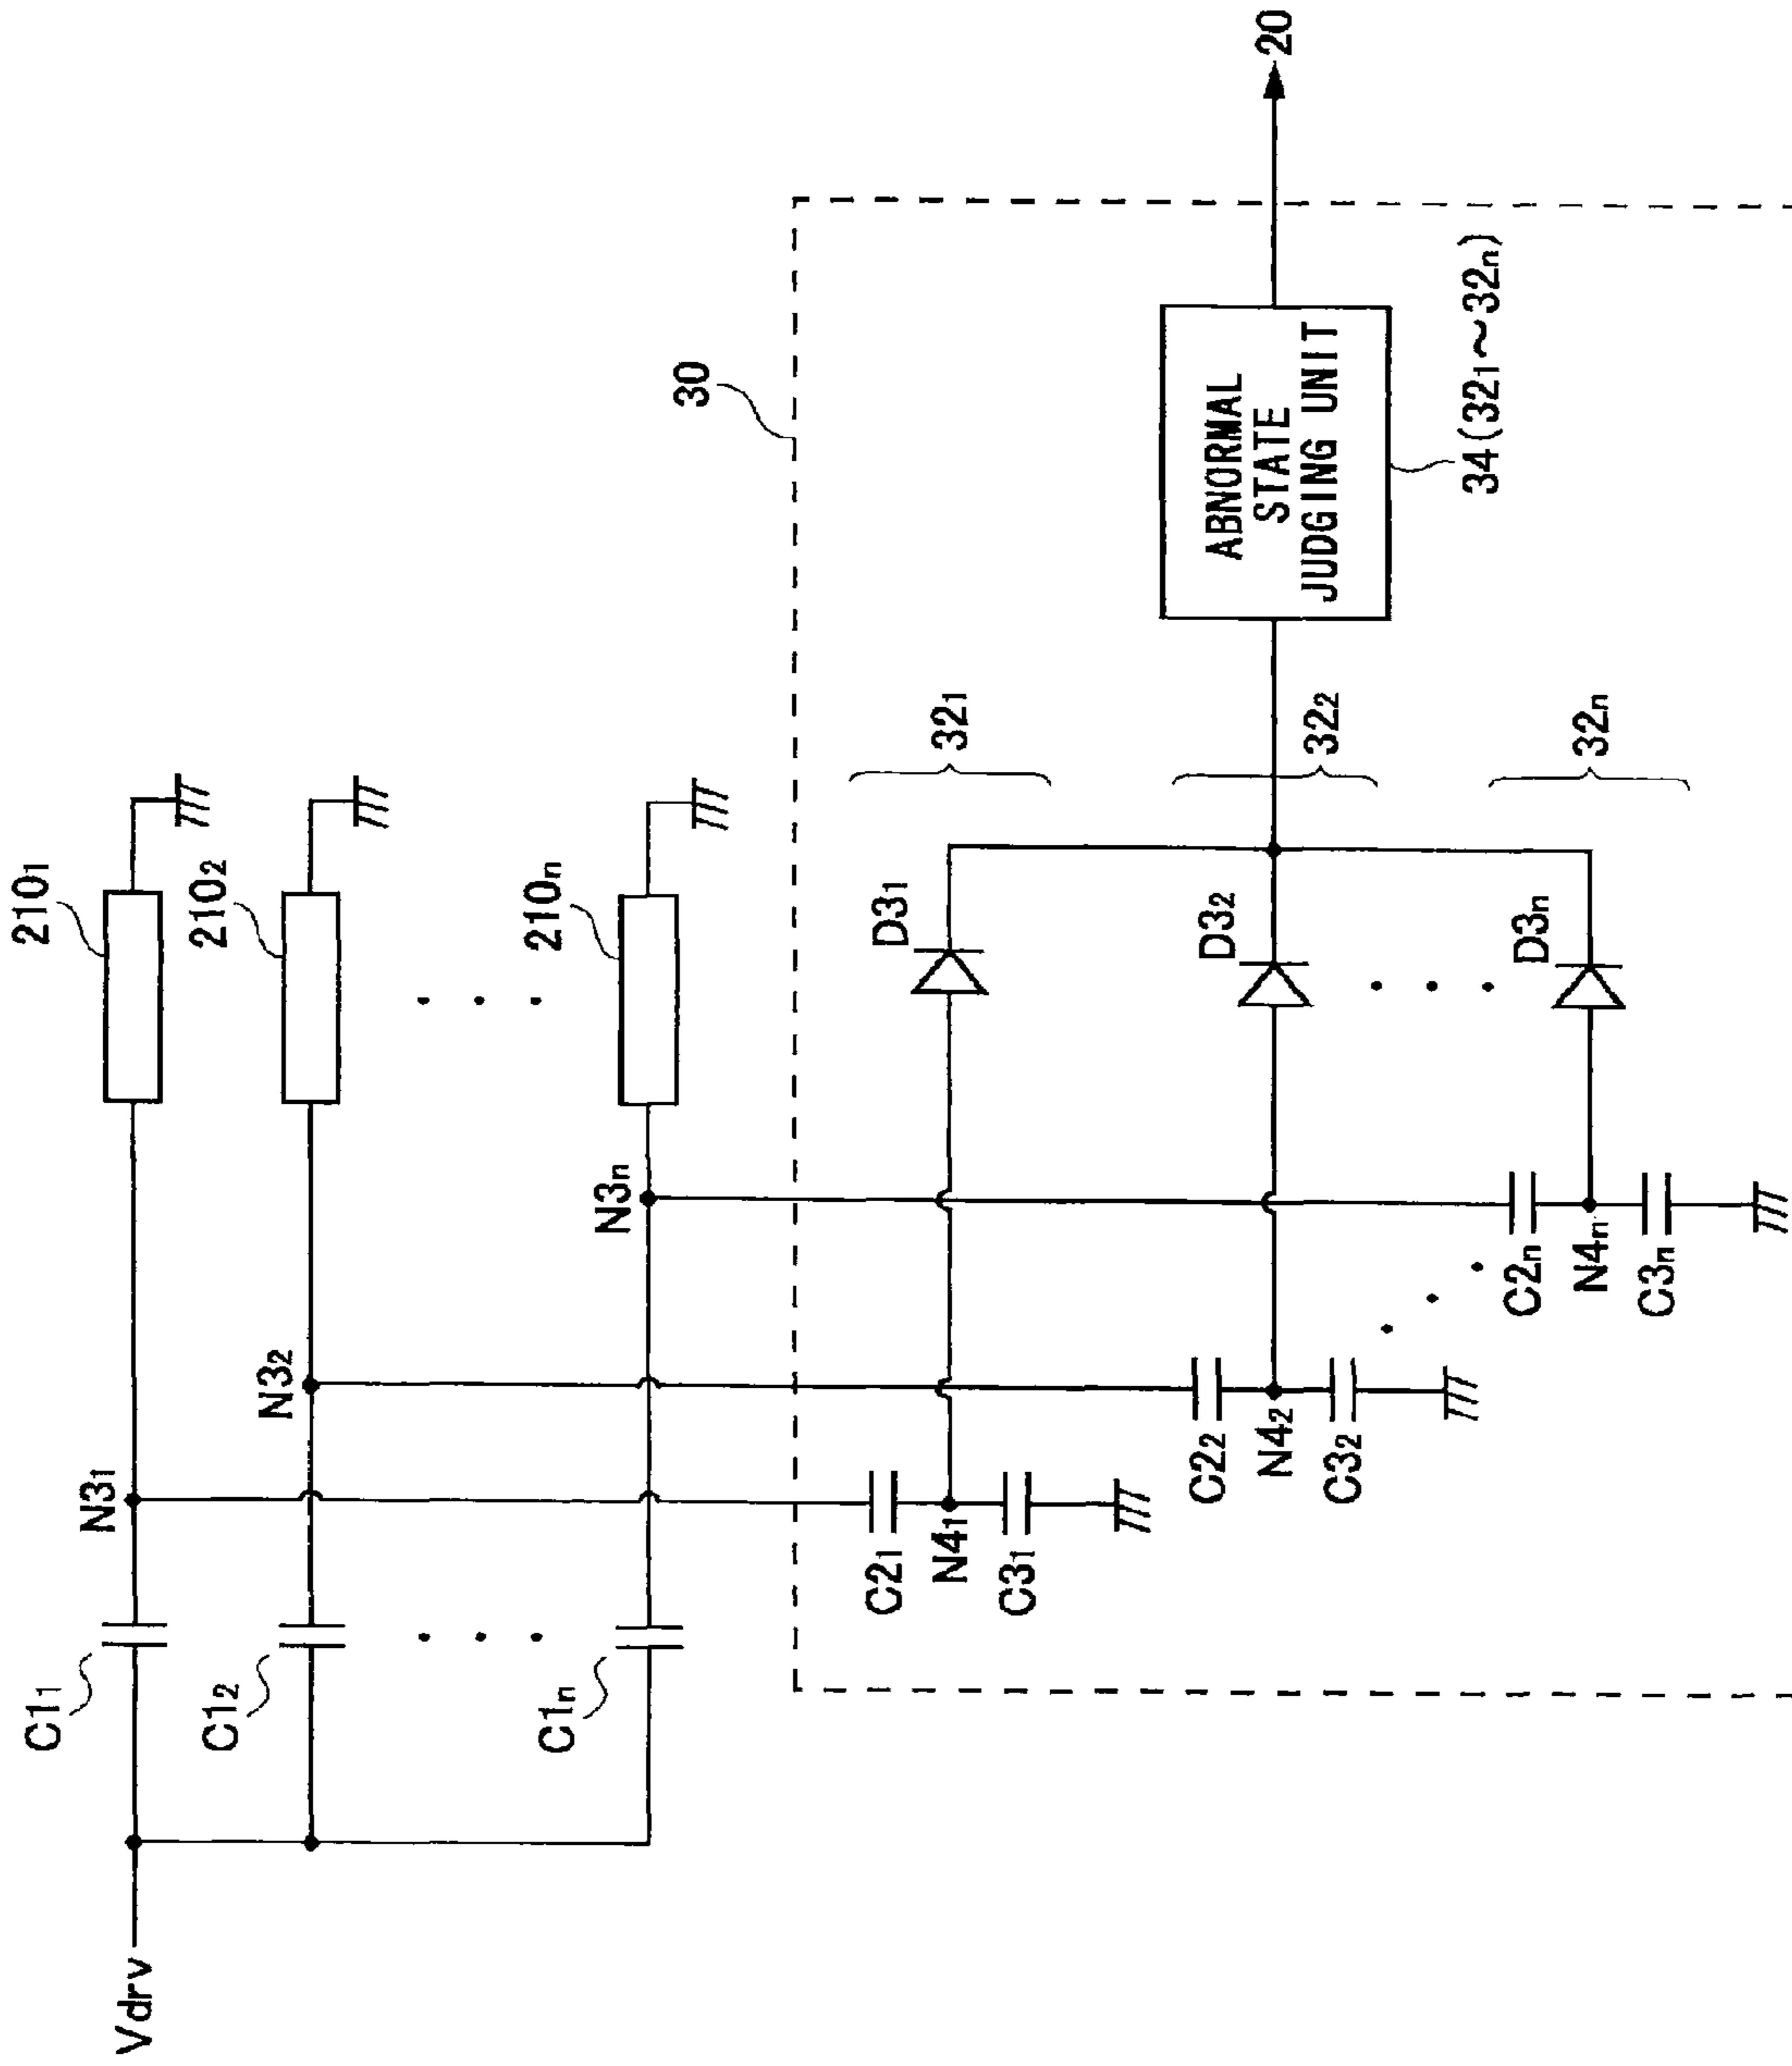 Vdrv
C1₁
N3₁
210₁
C1₂
N3₂
210₂
C1n
N3n
210n
30
C2₁
N4₁
C3₁
D3₁
32₁
C2₂
N4₂
C3₂
D3₂
32₂
C2n
N4n
C3n
D3n
32n
ABNORMAL
STATE
JUDGING UNIT
34(32₁~32n)
20